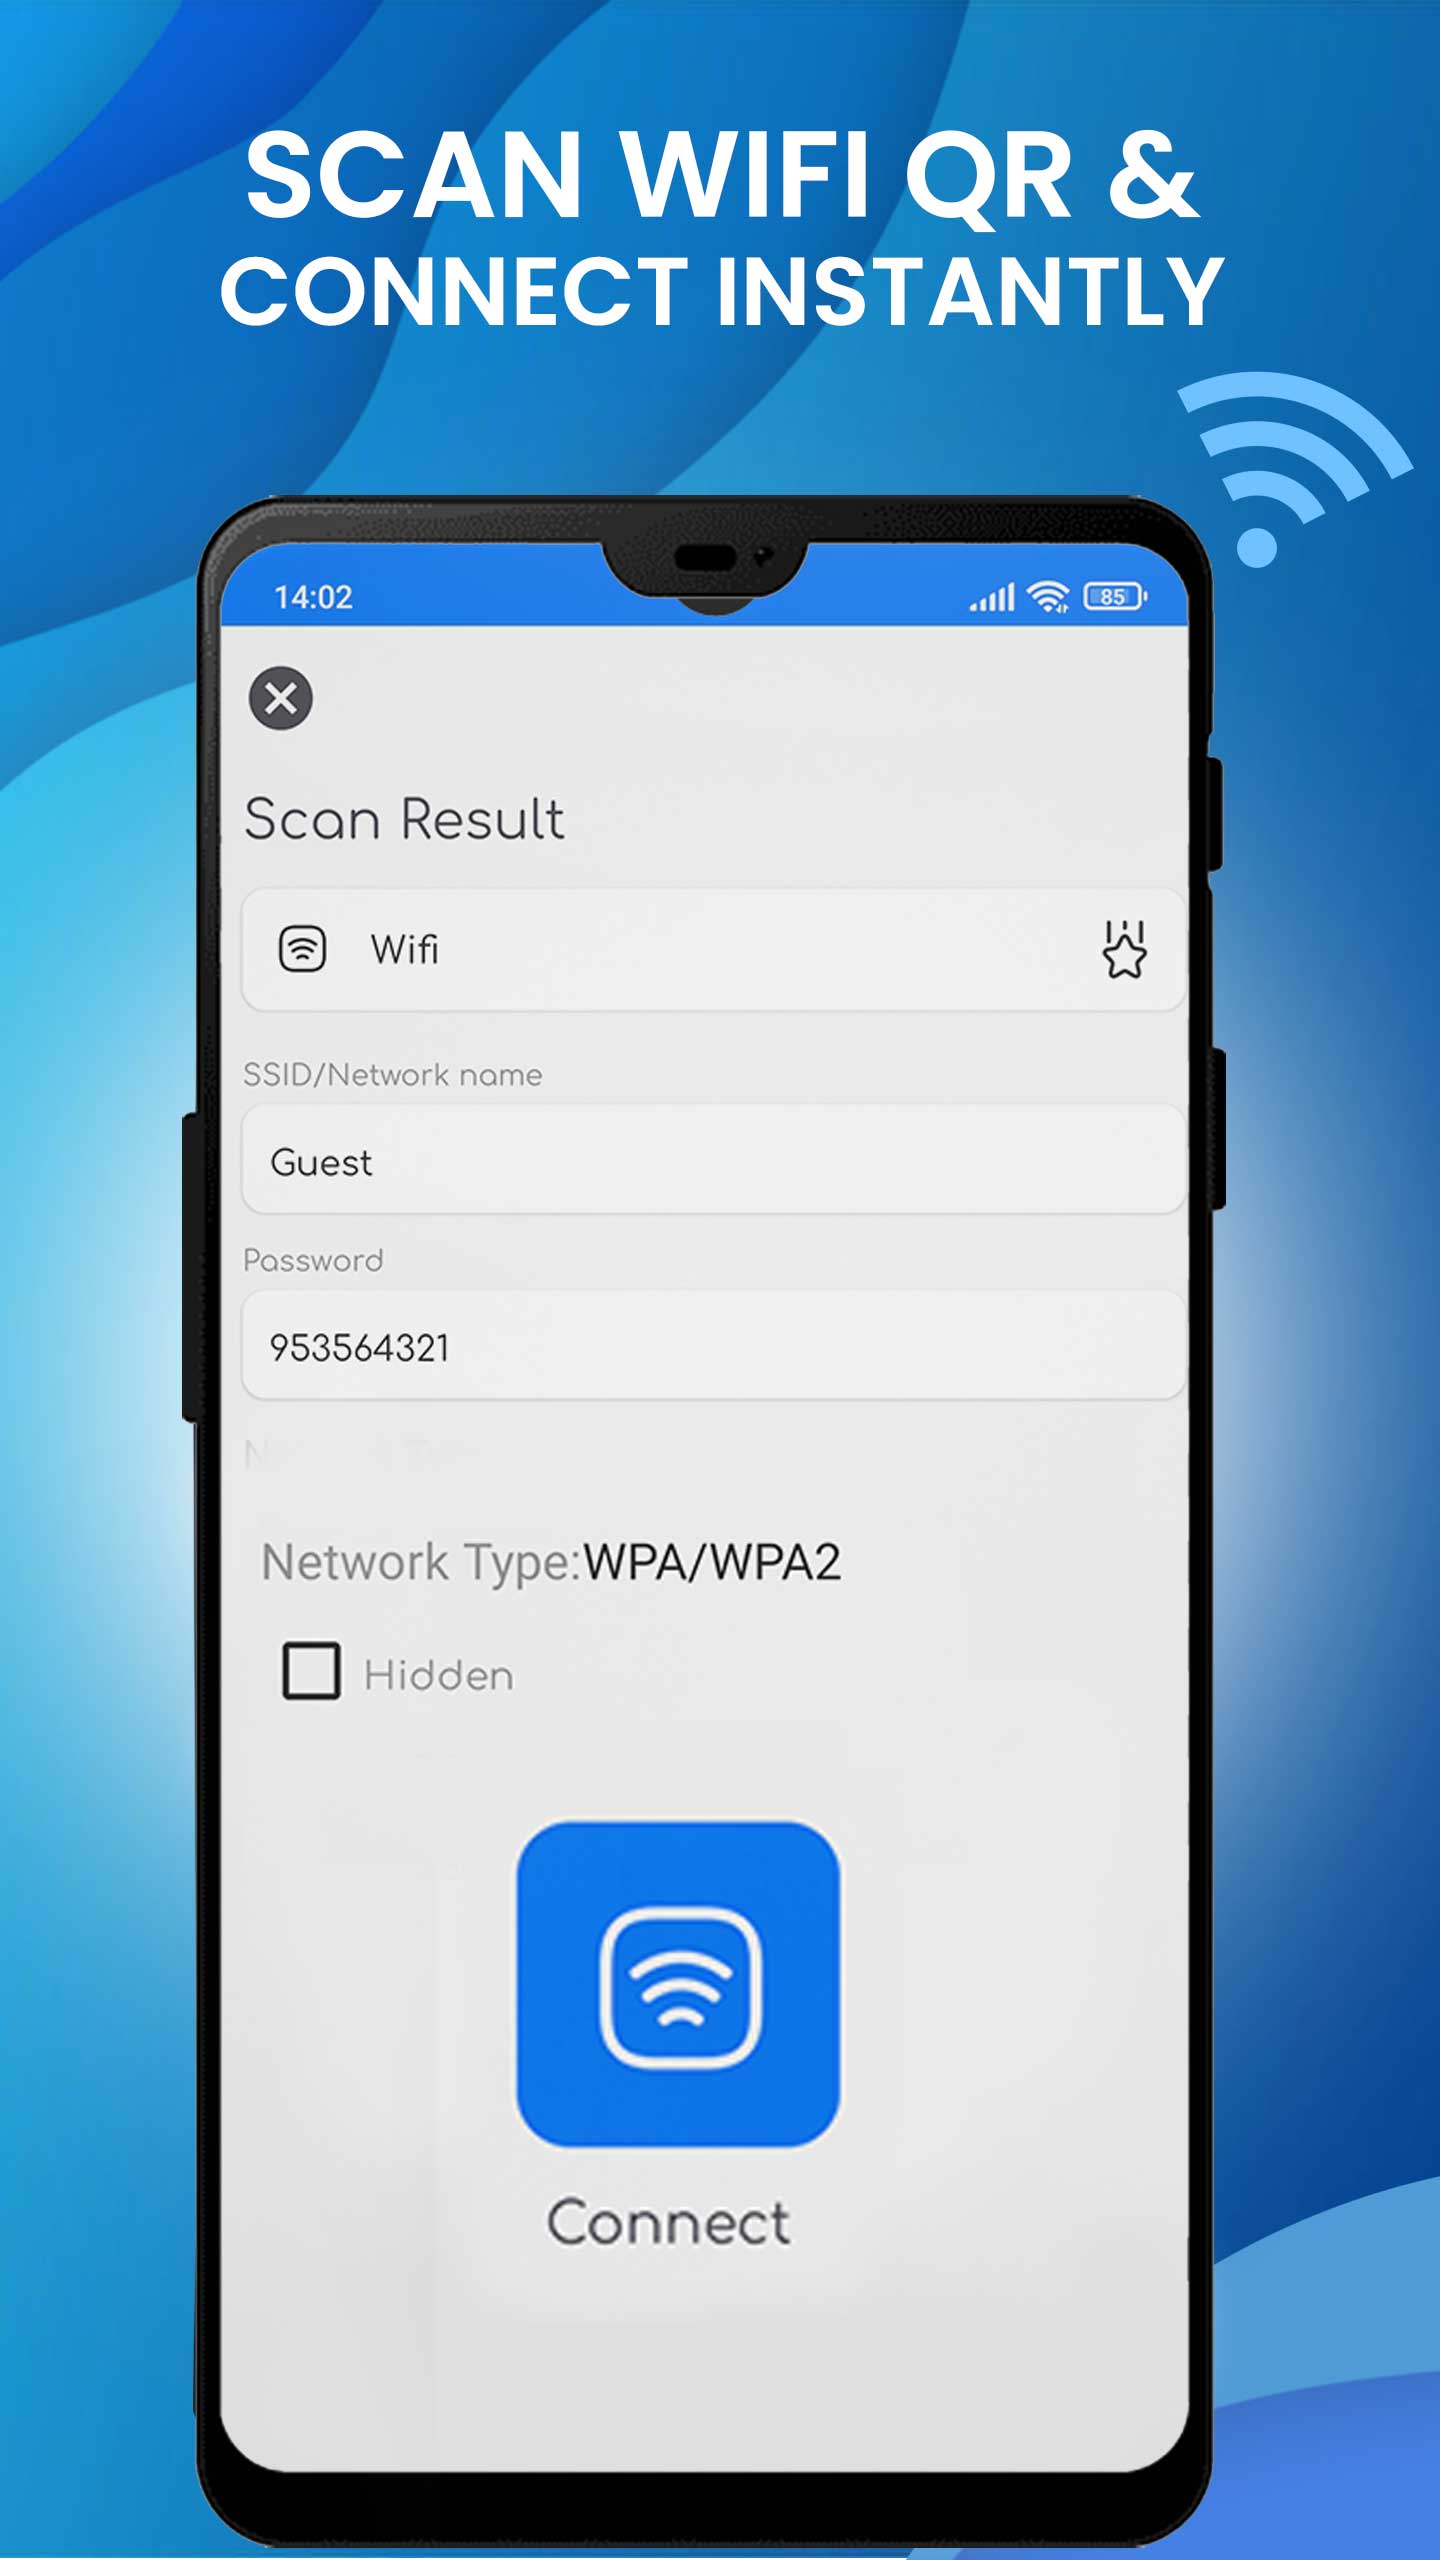 SCAN WIFI QR &
CONNECT INSTANTLY
14:02
85
Scan Result
Wifi
SSID/Network name
Guest
Password
953564321
Network Type:WPA/WPA2
Hidden
Connect